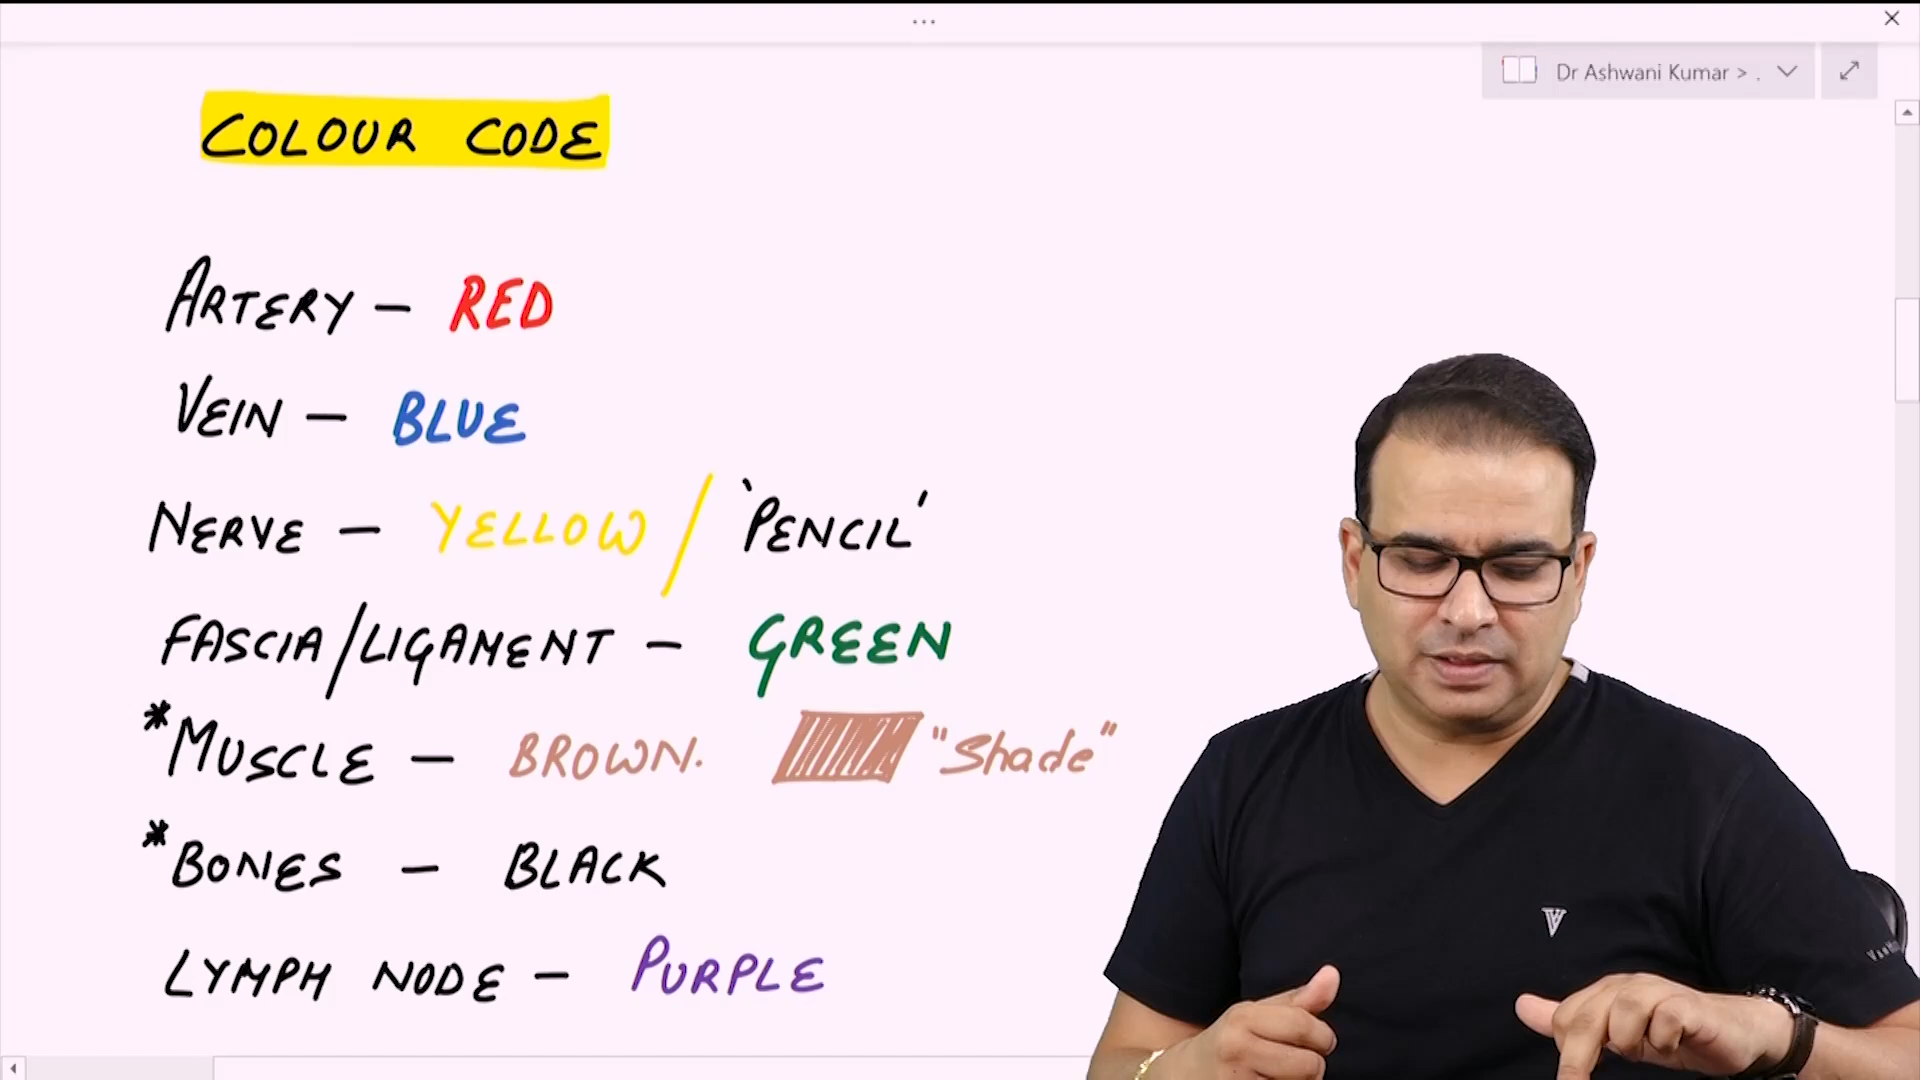 Dr Ashwani Kumar > .
COLOUR CODE
ARTERY – RED
VEIN – BLUE
NERVE – YELLOW / 'PENCIL'
FASCIA/LIGAMENT – GREEN
*MUSCLE – BROWN. "Shade"
*BONES – BLACK
LYMPH NODE – PURPLE